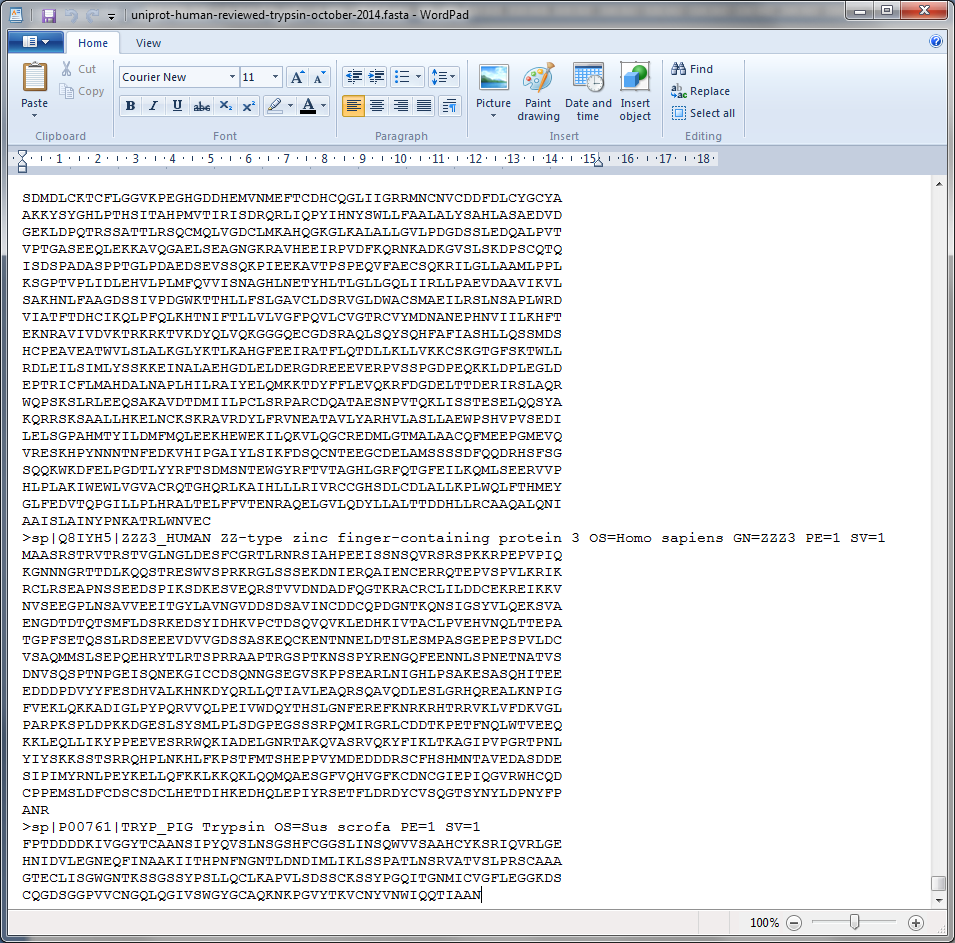 uniprot-human-reviewed-trypsin-october-2014.fasta - WordPad
Home View
Paste
Cut
Copy
Clipboard
Courier New 11
B I U abc X₂ X²
Font
Paragraph
Picture
Paint drawing
Date and time
Insert object
Insert
Find
Replace
Select all
Editing
1 2 3 4 5 6 7 8 9 10 11 12 13 14 15 16 17 18
SDMDLCKTCFLGGVKPEGHGDDHEMVNMEFTCDHCQGLIIGRRMNCNVCDDFDLCYGCYA
AKKYSYGHLPTHSITAHPMVTIRISDRQRLIQPYIHNYSWLLFAALALYSAHLASAEDVD
GEKLDPQTRSSATTLRSQCMQLVGDCLMKAHQGKGLKALALLGVLPDGDSSLEDQALPVT
VPTGASEEQLEKKAVQGAELSEAGNGKRAVHEEIRPVDFKQRNKADKGVSLSKDPSCQTQ
ISDSPADASPPTGLPDAEDSEVSSQKPIEEKAVTPSPEQVFAECSQKRILGLLAAMLPPL
KSGPTVPLIDLEHVLPLMFQVVISNAGHLNETYHLTLGLLGQLIIRLLPAEVDAAVIKVL
SAKHNLFAAGDSSIVPDGWKTTHLLFSLGAVCLDSRVGLDWACSMAEILRSLNSAPLWRD
VIATFTDHCIKQLPFQLKHTNIFTLLVLVGFPQVLCVGTRCVYMDNANEPHNVIILKHFT
EKNRAVIVDVKTRKRKTVKDYQLVQKGGGQECGDSRAQLSQYSQHFAFIASHLLQSSMDS
HCPEAVEATWVLSLALKGLYKTLKAHGFEEIRATFLQTDLLKLLVKKCSKGTGFSKTWLL
RDLEILSIMLYSSKKEINALAEHGDLELDERGDREEEVERPVSSPGDPEQKKLDPLEGLD
EPTRICFLMAHDALNAPLHILRAIYELQMKKTDYFFLEVQKRFDGDELTTDERIRSLAQR
WQPSKSLRLEEQSAKAVDTDMIILPCLSRPARCDQATAESNPVTQKLISSTESELQQSYA
KQRRSKSAALLHKELNCKSKRAVRDYLFRVNEATAVLYARHVLASLLAEWPSHVPVSEDI
LELSGPAHMTYILDMFMQLEEKHEWEKILQKVLQGCREDMLGTMALAACQFMEEPGMEVQ
VRESKHPYNNNTNFEDKVHIPGAIYLSIKFDSQCNTEEGCDELAMSSSSDFQQDRHSFSG
SQQKWKDFELPGDTLYYRFTSDMSNTEWGYRFTVTAGHLGRFQTGFEILKQMLSEERVVP
HLPLAKIWEWLVGVACRQTGHQRLKAIHLLLRIVRCCGHSDLCDLALLKPLWQLFTHMEY
GLFEDVTQPGILLPLHRALTELFFVTENRAQELGVLQDYLLALTTDDHLLRCAAQALQNI
AAISLAINYPNKATRLWNVEC
>sp|Q8IYH5|ZZZ3_HUMAN ZZ-type zinc finger-containing protein 3 OS=Homo sapiens GN=ZZZ3 PE=1 SV=1
MAASRSTRVTRSTVGLNGLDESFCGRTLRNRSIAHPEEISSNSQVRSRSPKKRPEPVPIQ
KGNNNGRTTDLKQQSTRESWVSPRKRGLSSSEKDNIERQAIENCERRQTEPVSPVLKRIK
RCLRSEAPNSSEEDSPIKSDKESVEQRSTVVDNDADFQGTKRACRCLILDDCEKREIKKV
NVSEEGPLNSAVVEEITGYLAVNGVDDSDSAVINCDDCQPDGNTKQNSIGSYVLQEKSVA
ENGDTDTQTSMFLDSRKEDSYIDHKVPCTDSQVQVKLEDHKIVTACLPVEHVNQLTTEPA
TGPFSETQSSLRDSEEEVDVVGDSSASKEQCKENTNNELDTSLESMPASGEPEPSPVLDC
VSAQMMSLSEPQEHRYTLRTSPRRAAPTRGSPTKNSSPYRENGQFEENNLSPNETNATVS
DNVSQSPTNPGEISQNEKGICCDSQNNGSEGVSKPPSEARLNIGHLPSAKESASQHITEE
EDDDPDVYYFESDHVALKHNKDYQRLLQTIAVLEAQRSQAVQDLESLGRHQREALKNPIG
FVEKLQKKADIGLPYPQRVVQLPEIVWDQYTHSLGNFEREFKNRKRHTRRVKLVFDKVGL
PARPKSPLDPKKDGESLSYSMLPLSDGPEGSSSRPQMIRGRLCDDTKPETFNQLWTVEEQ
KKLEQLLIKYPPEEVESRRWQKIADELGNRTAKQVASRVQKYFIKLTKAGIPVPGRTPNL
YIYSKKSSTSRRQHPLNKHLFKPSTFMTSHEPPVYMDEDDDRSCFHSHMNTAVEDASDDE
SIPIMYRNLPEYKELLQFKKLKKQKLQQMQAESGFVQHVGFKCDNCGIEPIQGVRWHCQD
CPPEMSLDFCDSCSDCLHETDIHKEDHQLEPIYRSETFLDRDYCVSQGTSYNYLDPNYFP
ANR
>sp|P00761|TRYP_PIG Trypsin OS=Sus scrofa PE=1 SV=1
FPTDDDDKIVGGYTCAANSIPYQVSLNSGSHFCGGSLINSQWVVSAAHCYKSRIQVRLGE
HNIDVLEGNEQFINAAKIITHPNFNGNTLDNDIMLIKLSSPATLNSRVATVSLPRSCAAA
GTECLISGWGNTKSSGSSYPSLLQCLKAPVLSDSSCKSSYPGQITGNMICVGFLEGGKDS
CQGDSGGPVVCNGQLQGIVSWGYGCAQKNKPGVYTKVCNYVNWIQQTIAAN
100%